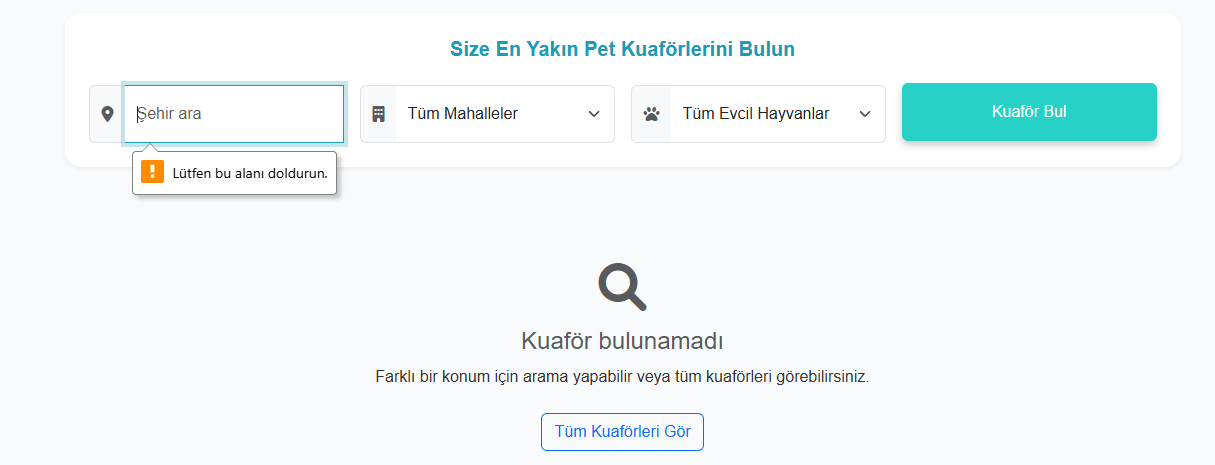 Size En Yakın Pet Kuaförlerini Bulun
Şehir ara
Tüm Mahalleler
Tüm Evcil Hayvanlar
Kuaför Bul
Lütfen bu alanı doldurun.
Kuaför bulunamadı
Farklı bir konum için arama yapabilir veya tüm kuaförleri görebilirsiniz.
Tüm Kuaförleri Gör